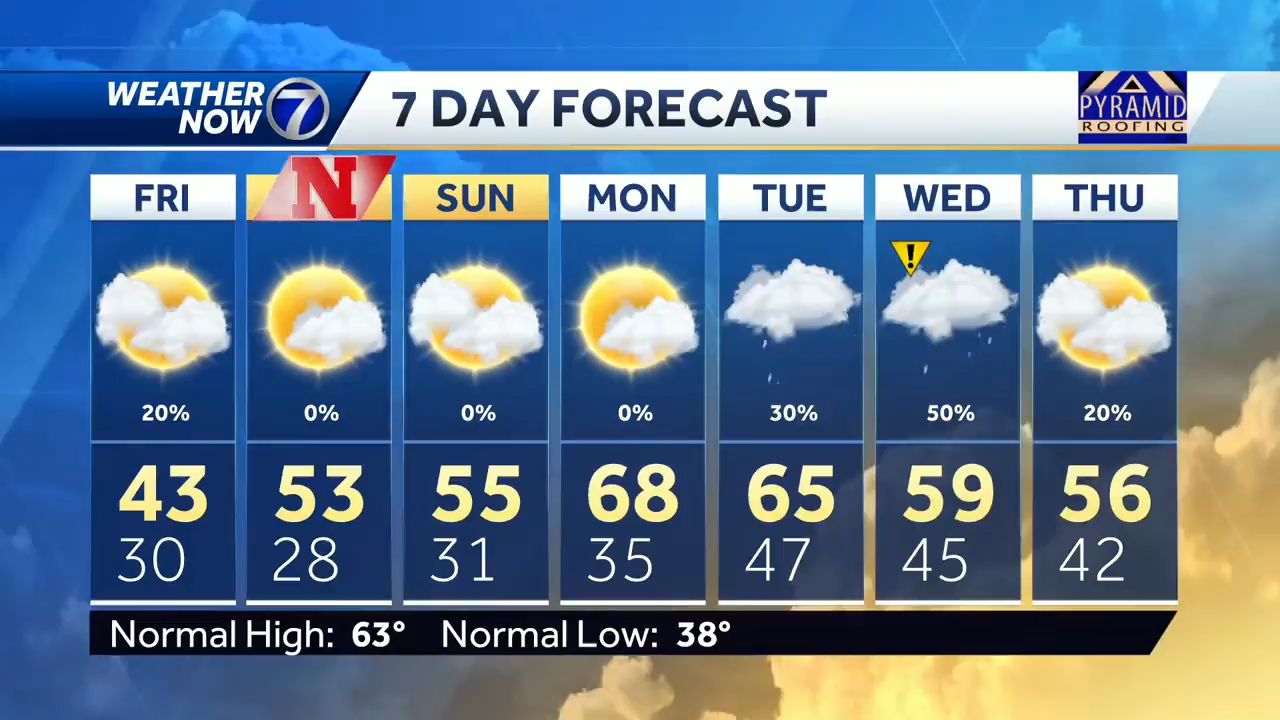 WEATHER
NOW
7
7 DAY FORECAST
PYRAMID
ROOFING
FRI N SUN MON TUE WED THU
!
20% 0% 0% 0% 30% 50% 20%
43 53 55 68 65 59 56
30 28 31 35 47 45 42
Normal High: 63° Normal Low: 38°